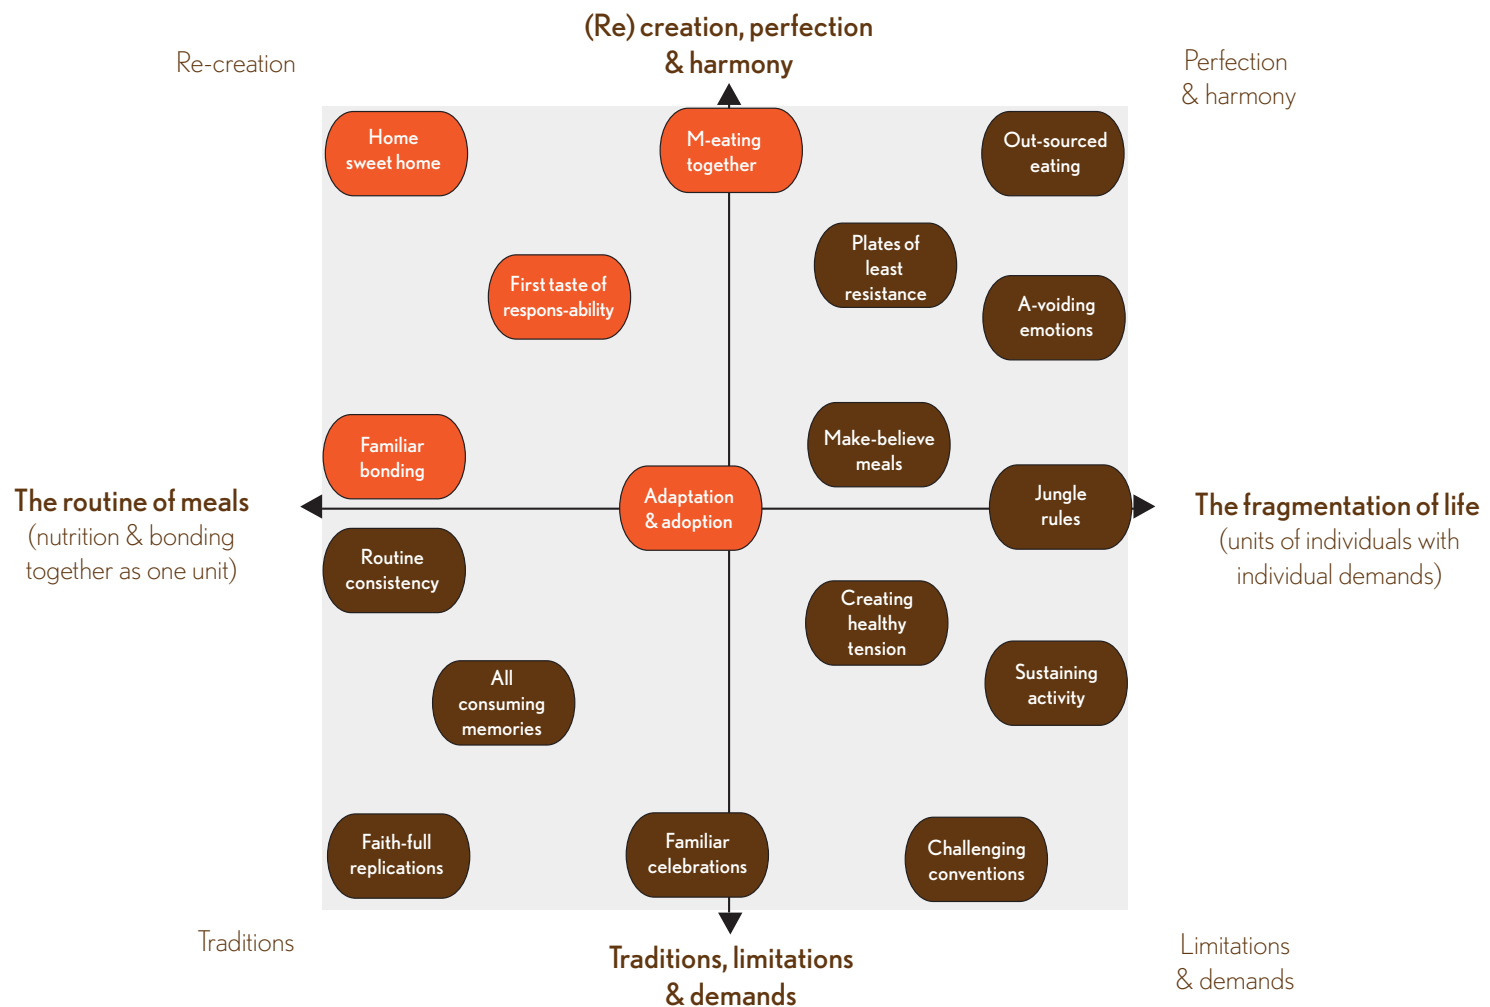 (Re) creation, perfection
& harmony
Re-creation
Perfection
& harmony
Home
sweet home
M-eating
together
Out-sourced
eating
Plates of
least
resistance
First taste of
respons-ability
A-voiding
emotions
Familiar
bonding
Make-believe
meals
The routine of meals
(nutrition & bonding
together as one unit)
Adaptation
& adoption
Jungle
rules
The fragmentation of life
(units of individuals with
individual demands)
Routine
consistency
Creating
healthy
tension
All
consuming
memories
Sustaining
activity
Faith-full
replications
Familiar
celebrations
Challenging
conventions
Traditions
Traditions, limitations
& demands
Limitations
& demands